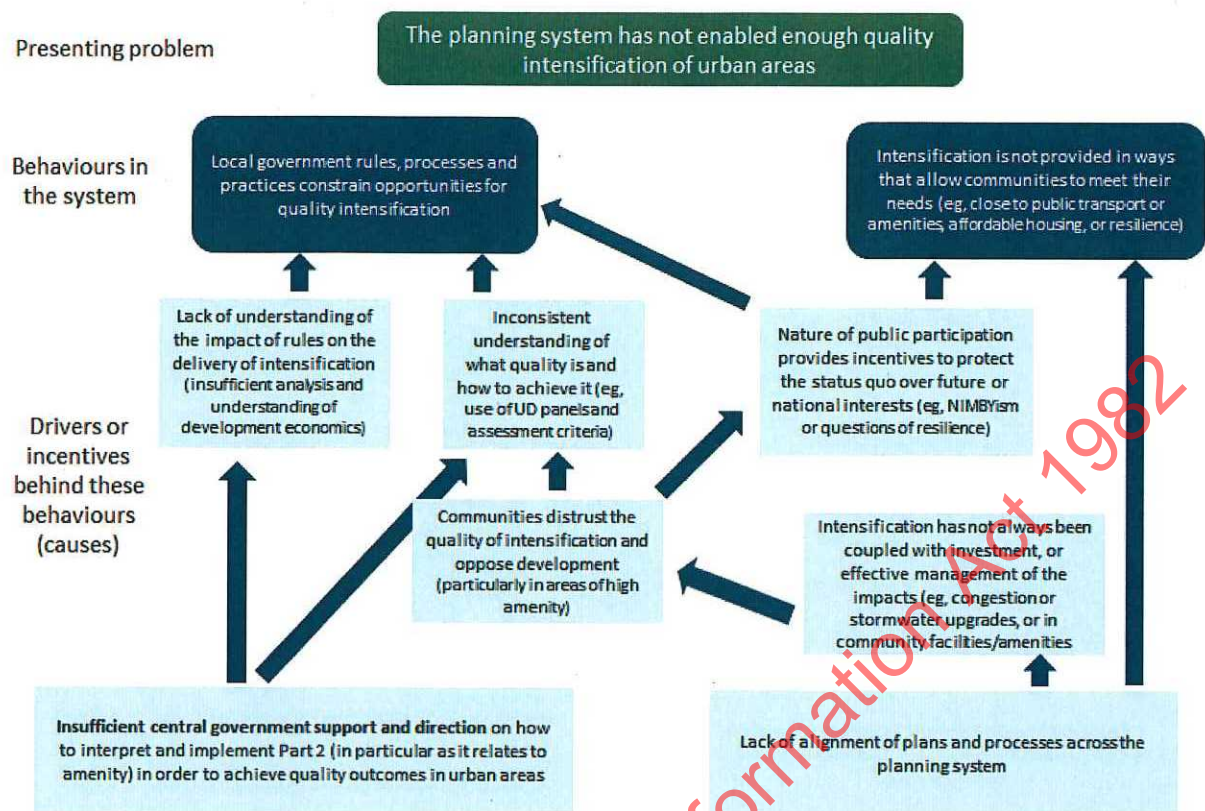 Presenting problem
The planning system has not enabled enough quality
intensification of urban areas
Behaviours in
the system
Local government rules, processes and
practices constrain opportunities for
quality intensification
Intensification is not provided in ways
that allow communities to meet their
needs (eg, close to public transport or
amenities, affordable housing, or resilience)
Drivers or
incentives
behind these
behaviours
(causes)
Lack of understanding of
the impact of rules on the
delivery of intensification
(insufficient analysis and
understanding of
development economics)
Inconsistent
understanding of
what quality is and
how to achieve it (eg,
use of UD panels and
assessment criteria)
Nature of public participation
provides incentives to protect
the status quo over future or
national interests (eg, NIMBYism
or questions of resilience)
Communities distrust the
quality of intensification and
oppose development
(particularly in areas of high
amenity)
Intensification has not always been
coupled with investment, or
effective management of the
impacts (eg, congestion or
stormwater upgrades, or in
community facilities/amenities
Insufficient central government support and direction on how
to interpret and implement Part 2 (in particular as it relates to
amenity) in order to achieve quality outcomes in urban areas
Lack of alignment of plans and processes across the
planning system
formation Act 1982